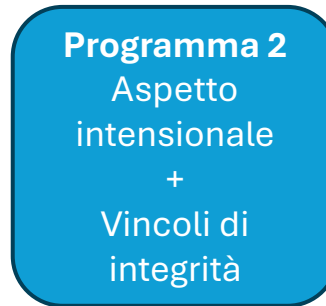 Programma 2
Aspetto
intensionale
+
Vincoli di
integrità